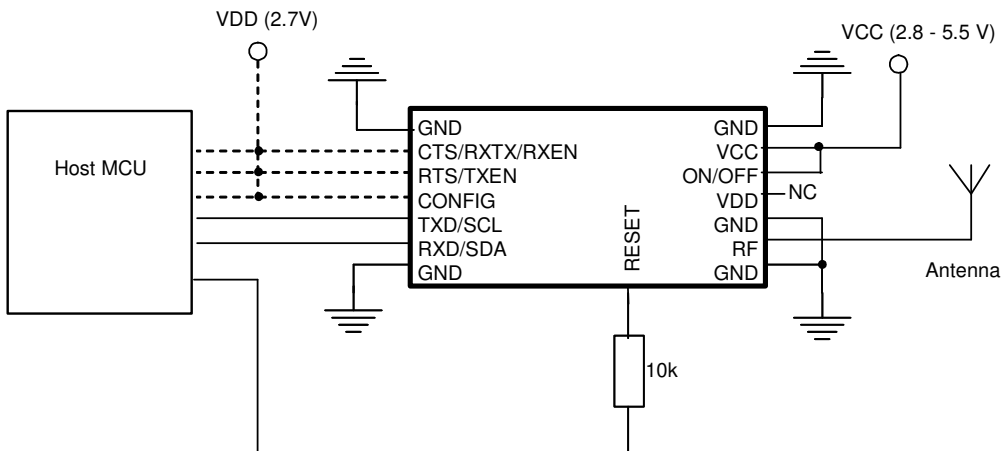 VDD (2.7V)
VCC (2.8 - 5.5 V)
Host MCU
GND
CTS/RXTX/RXEN
RTS/TXEN
CONFIG
TXD/SCL
RXD/SDA
GND
RESET
GND
VCC
ON/OFF
VDD
GND
RF
GND
NC
Antenna
10k